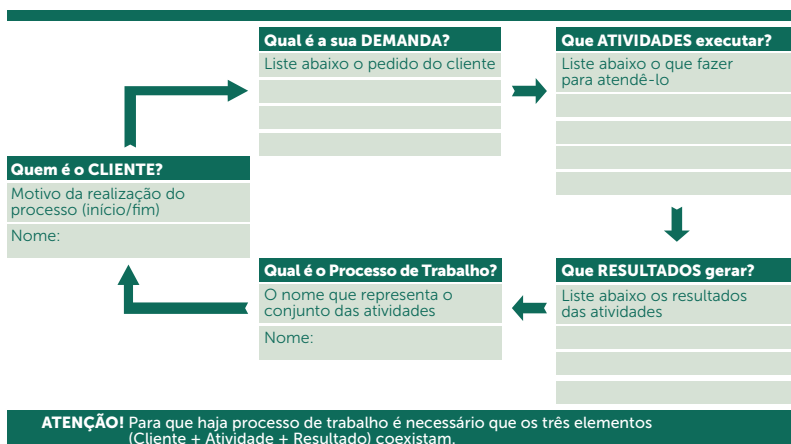 Qual é a sua DEMANDA?
Liste abaixo o pedido do cliente
Que ATIVIDADES executar?
Liste abaixo o que fazer
para atendê-lo
Quem é o CLIENTE?
Motivo da realização do
processo (início/fim)
Nome:
Qual é o Processo de Trabalho?
O nome que representa o
conjunto das atividades
Nome:
Que RESULTADOS gerar?
Liste abaixo os resultados
das atividades
ATENÇÃO! Para que haja processo de trabalho é necessário que os três elementos
(Cliente + Atividade + Resultado) coexistam.